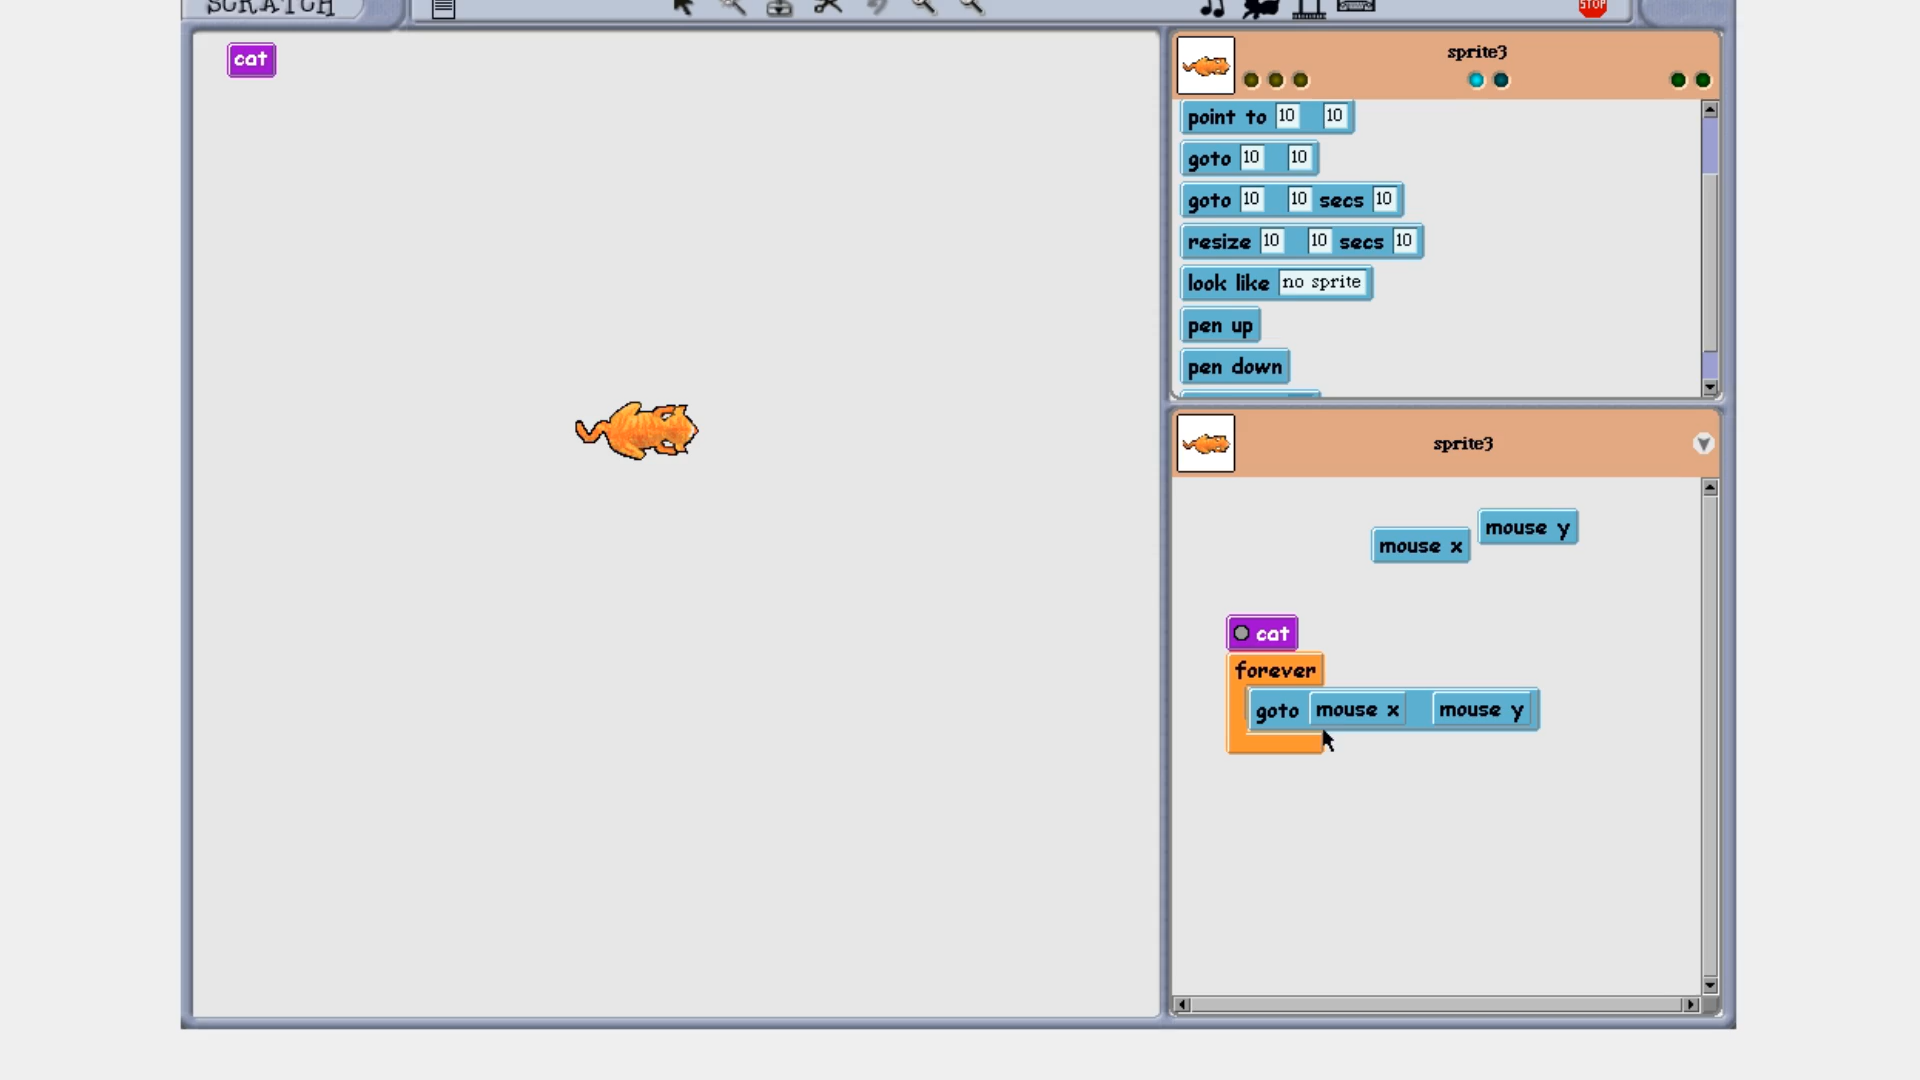 SCRATCH
STOP
cat
sprite3
point to 10 10
goto 10 10
goto 10 10 secs 10
resize 10 10 secs 10
look like no sprite
pen up
pen down
sprite3
mouse y
mouse x
cat
forever
goto mouse x mouse y